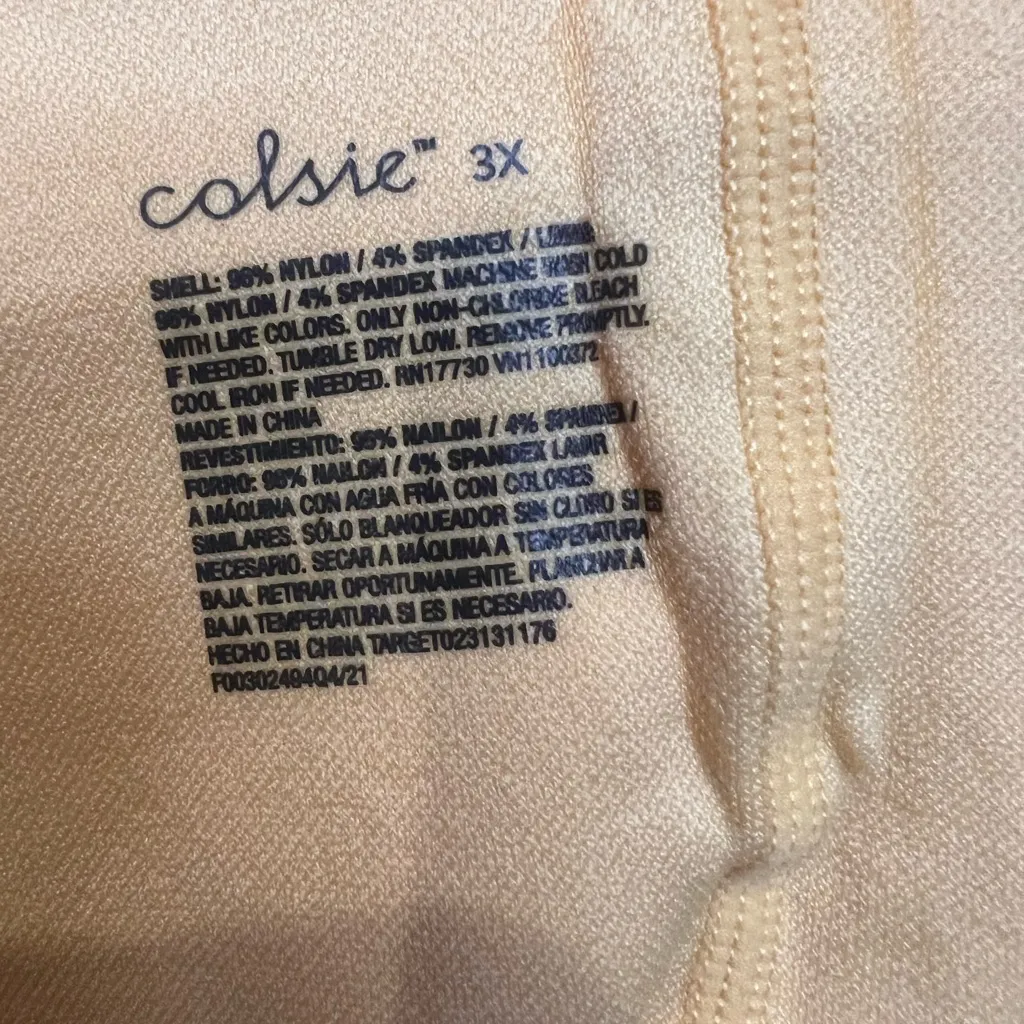 colsie™ 3X
SHELL: 96% NYLON / 4% SPANDEX / LINING:
96% NYLON / 4% SPANDEX MACHINE WASH COLD
WITH LIKE COLORS. ONLY NON-CHLORINE BLEACH
IF NEEDED. TUMBLE DRY LOW. REMOVE PROMPTLY.
COOL IRON IF NEEDED. RN17730 VN1100372
MADE IN CHINA
REVESTIMIENTO: 96% NAILON / 4% SPANDEX /
FORRO: 96% NAILON / 4% SPANDEX LAVAR
A MÁQUINA CON AGUA FRÍA CON COLORES
SIMILARES. SÓLO BLANQUEADOR SIN CLORO SI ES
NECESARIO. SECAR A MÁQUINA A TEMPERATURA
BAJA. RETIRAR OPORTUNAMENTE. PLANCHAR A
BAJA TEMPERATURA SI ES NECESARIO.
HECHO EN CHINA TARGET023131176
F00302494Q4/21